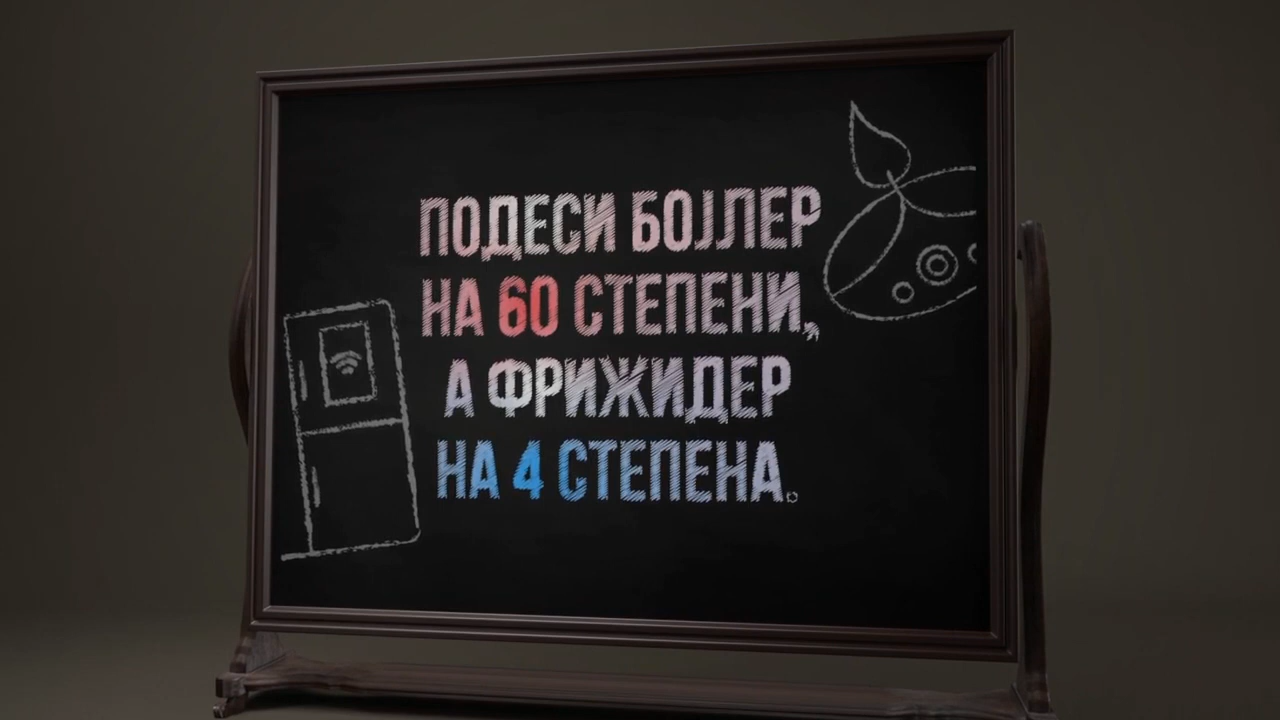 ПОДЕСИ БОЈЛЕР
НА 60 СТЕПЕНИ,
А ФРИЖИДЕР
НА 4 СТЕПЕНА.